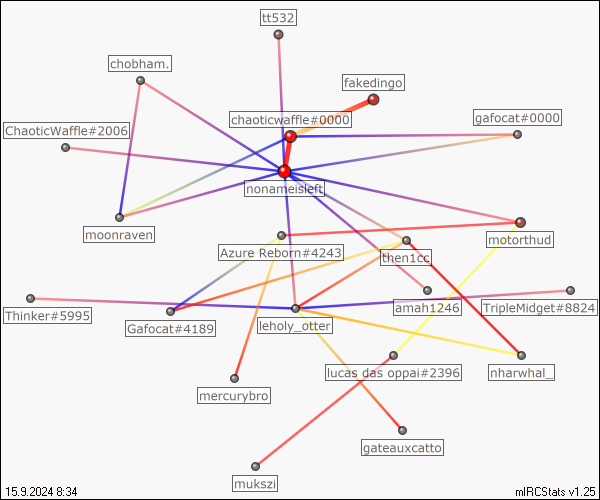 tt532
chobham.
fakedingo
chaoticwaffle#0000
gafocat#0000
ChaoticWaffle#2006
nonameisleft
moonraven
motorthud
Azure Reborn#4243
then1cc
Thinker#5995
Gafocat#4189
leholy_otter
amah1246
TripleMidget#8824
lucas das oppai#2396
nharwhal_
mercurybro
gateauxcatto
mukszi
15.9.2024 8:34
mIRCStats v1.25